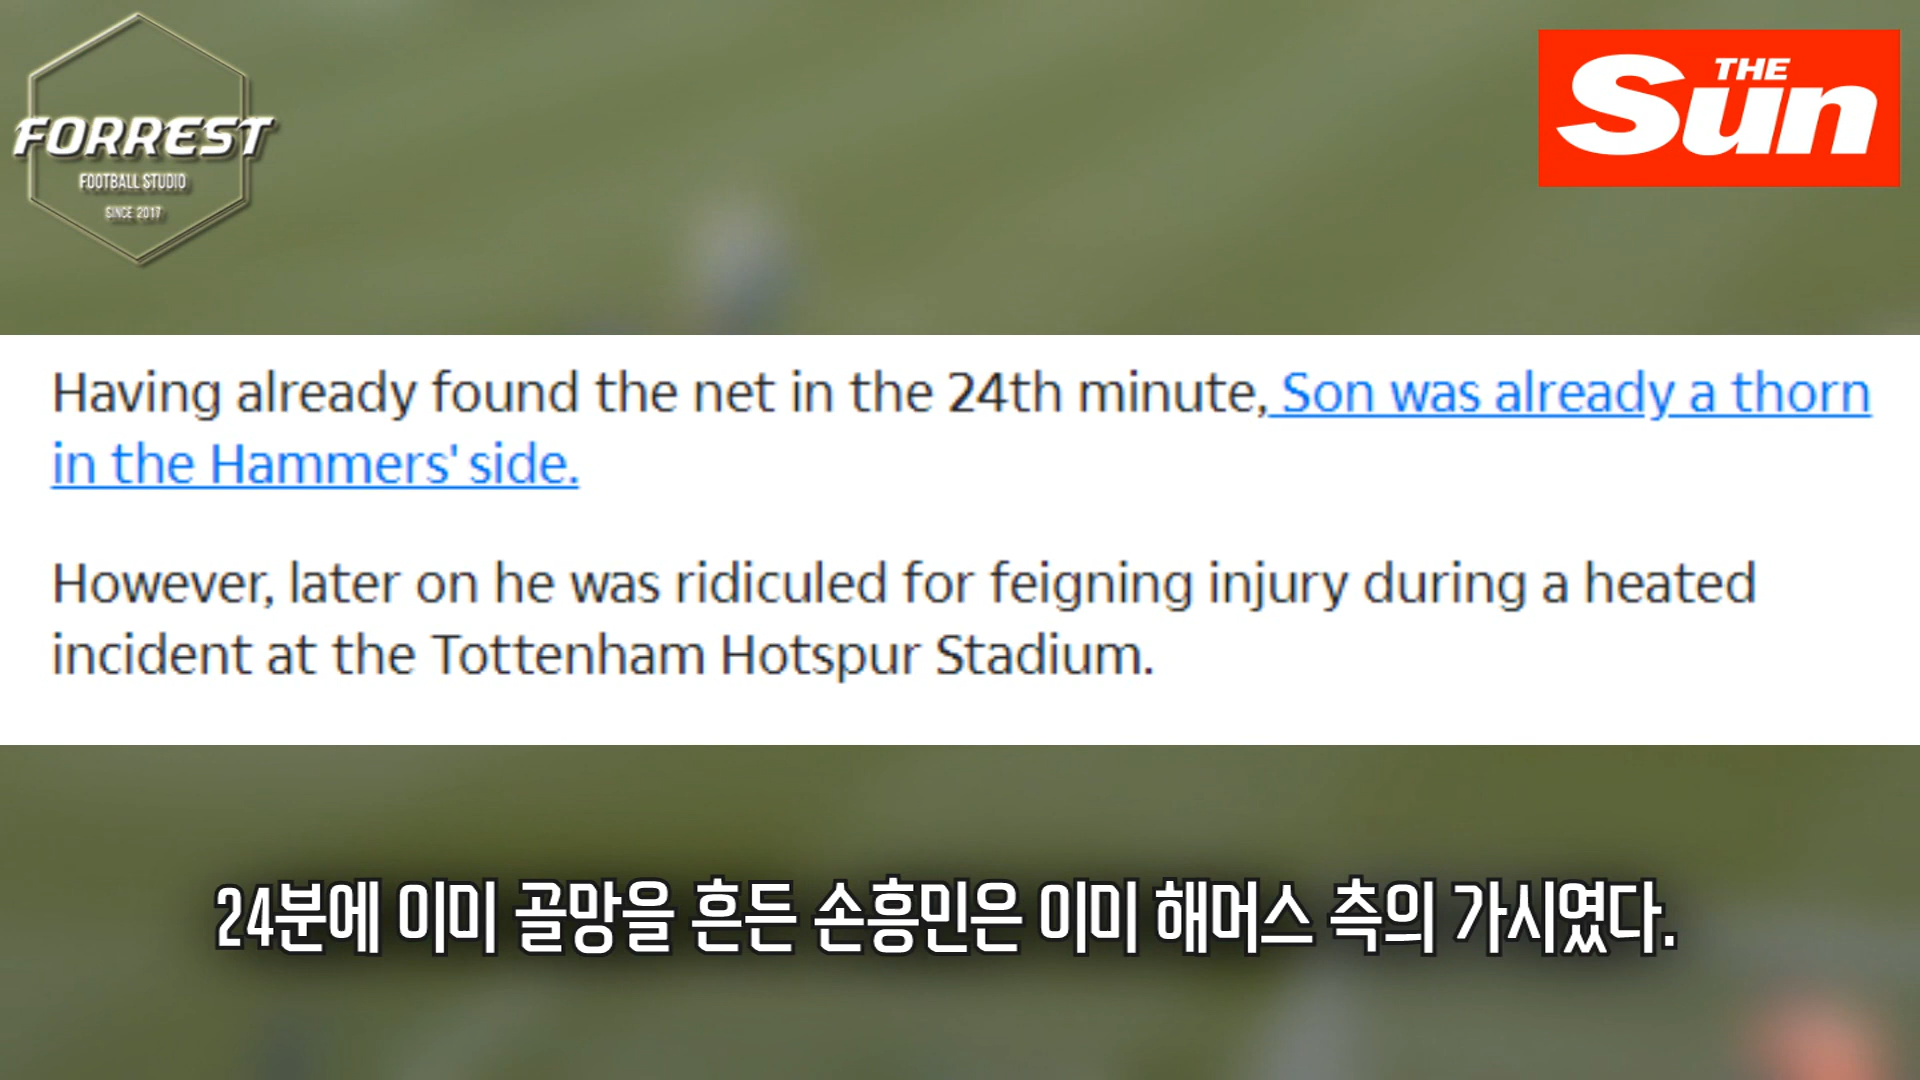 FORREST
FOOTBALL STUDIO
SINCE 2017
THE
Sun
Having already found the net in the 24th minute, Son was already a thorn
in the Hammers' side.
However, later on he was ridiculed for feigning injury during a heated
incident at the Tottenham Hotspur Stadium.
24분에 이미 골망을 흔든 손흥민은 이미 해머스 측의 가시였다.